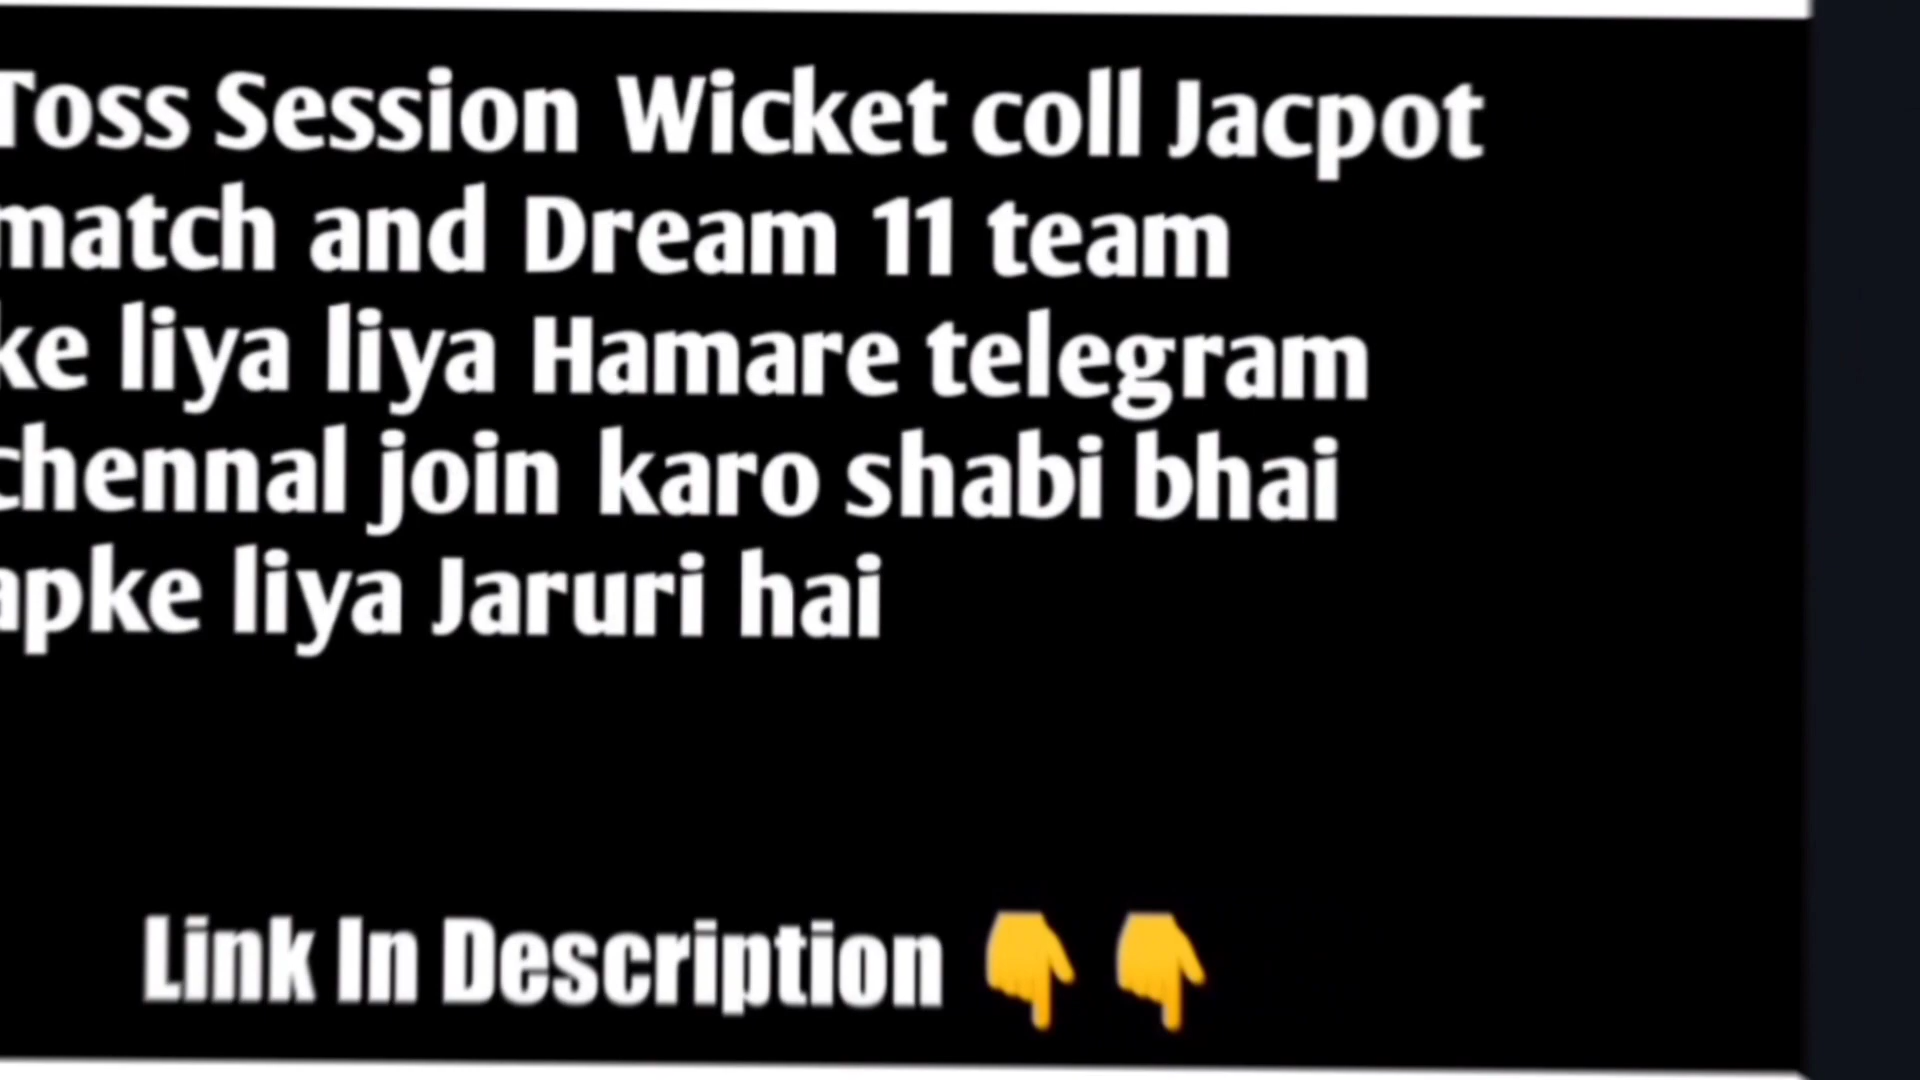 Toss Session Wicket coll Jacpot
match and Dream 11 team
ke liya liya Hamare telegram
chennal join karo shabi bhai
apke liya Jaruri hai
Link In Description 👇 👇